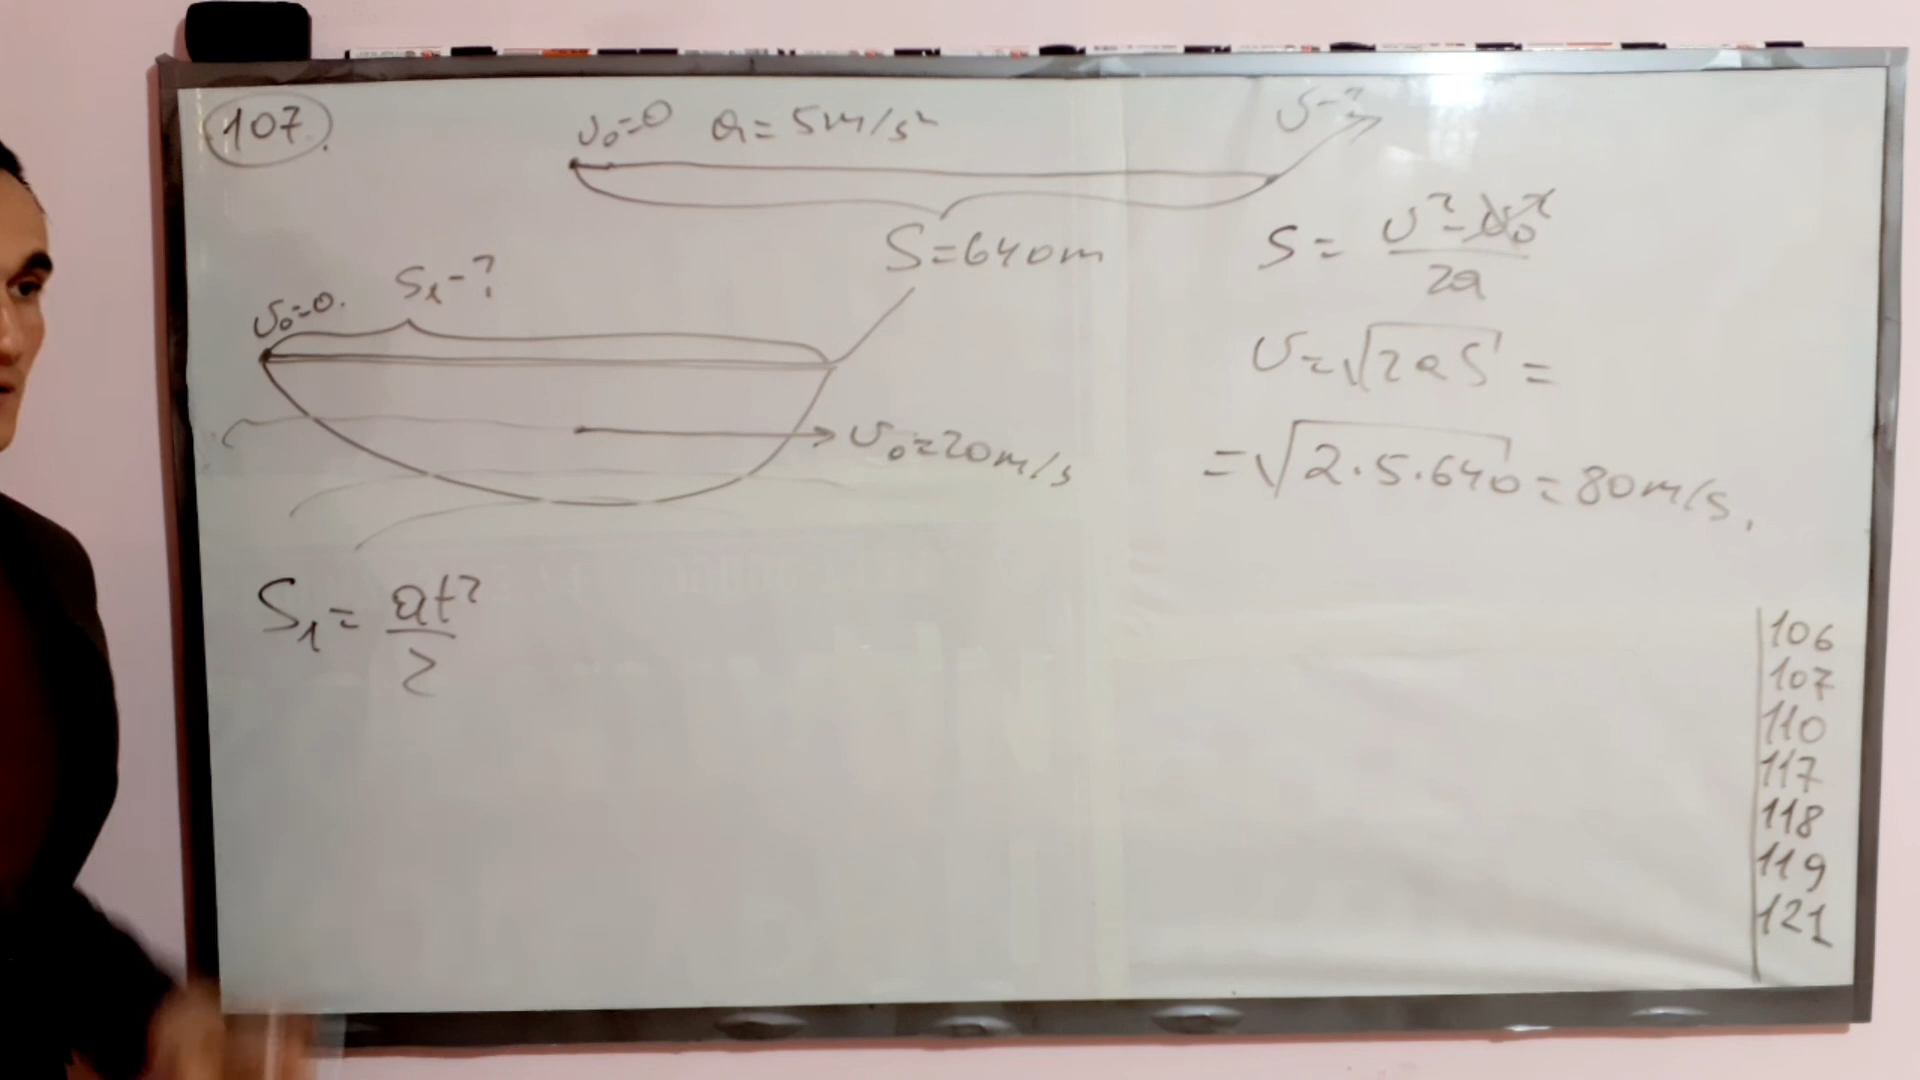 107.
υ₀=0 a=5m/s² υ-?
S=640m
S = (υ²-υ₀²)/2a
υ₀=0. S₁-?
υ=√2aS =
υ₀=20m/s
=√2·5·640=80m/s.
S₁= at²/2
106
107
110
117
118
119
121